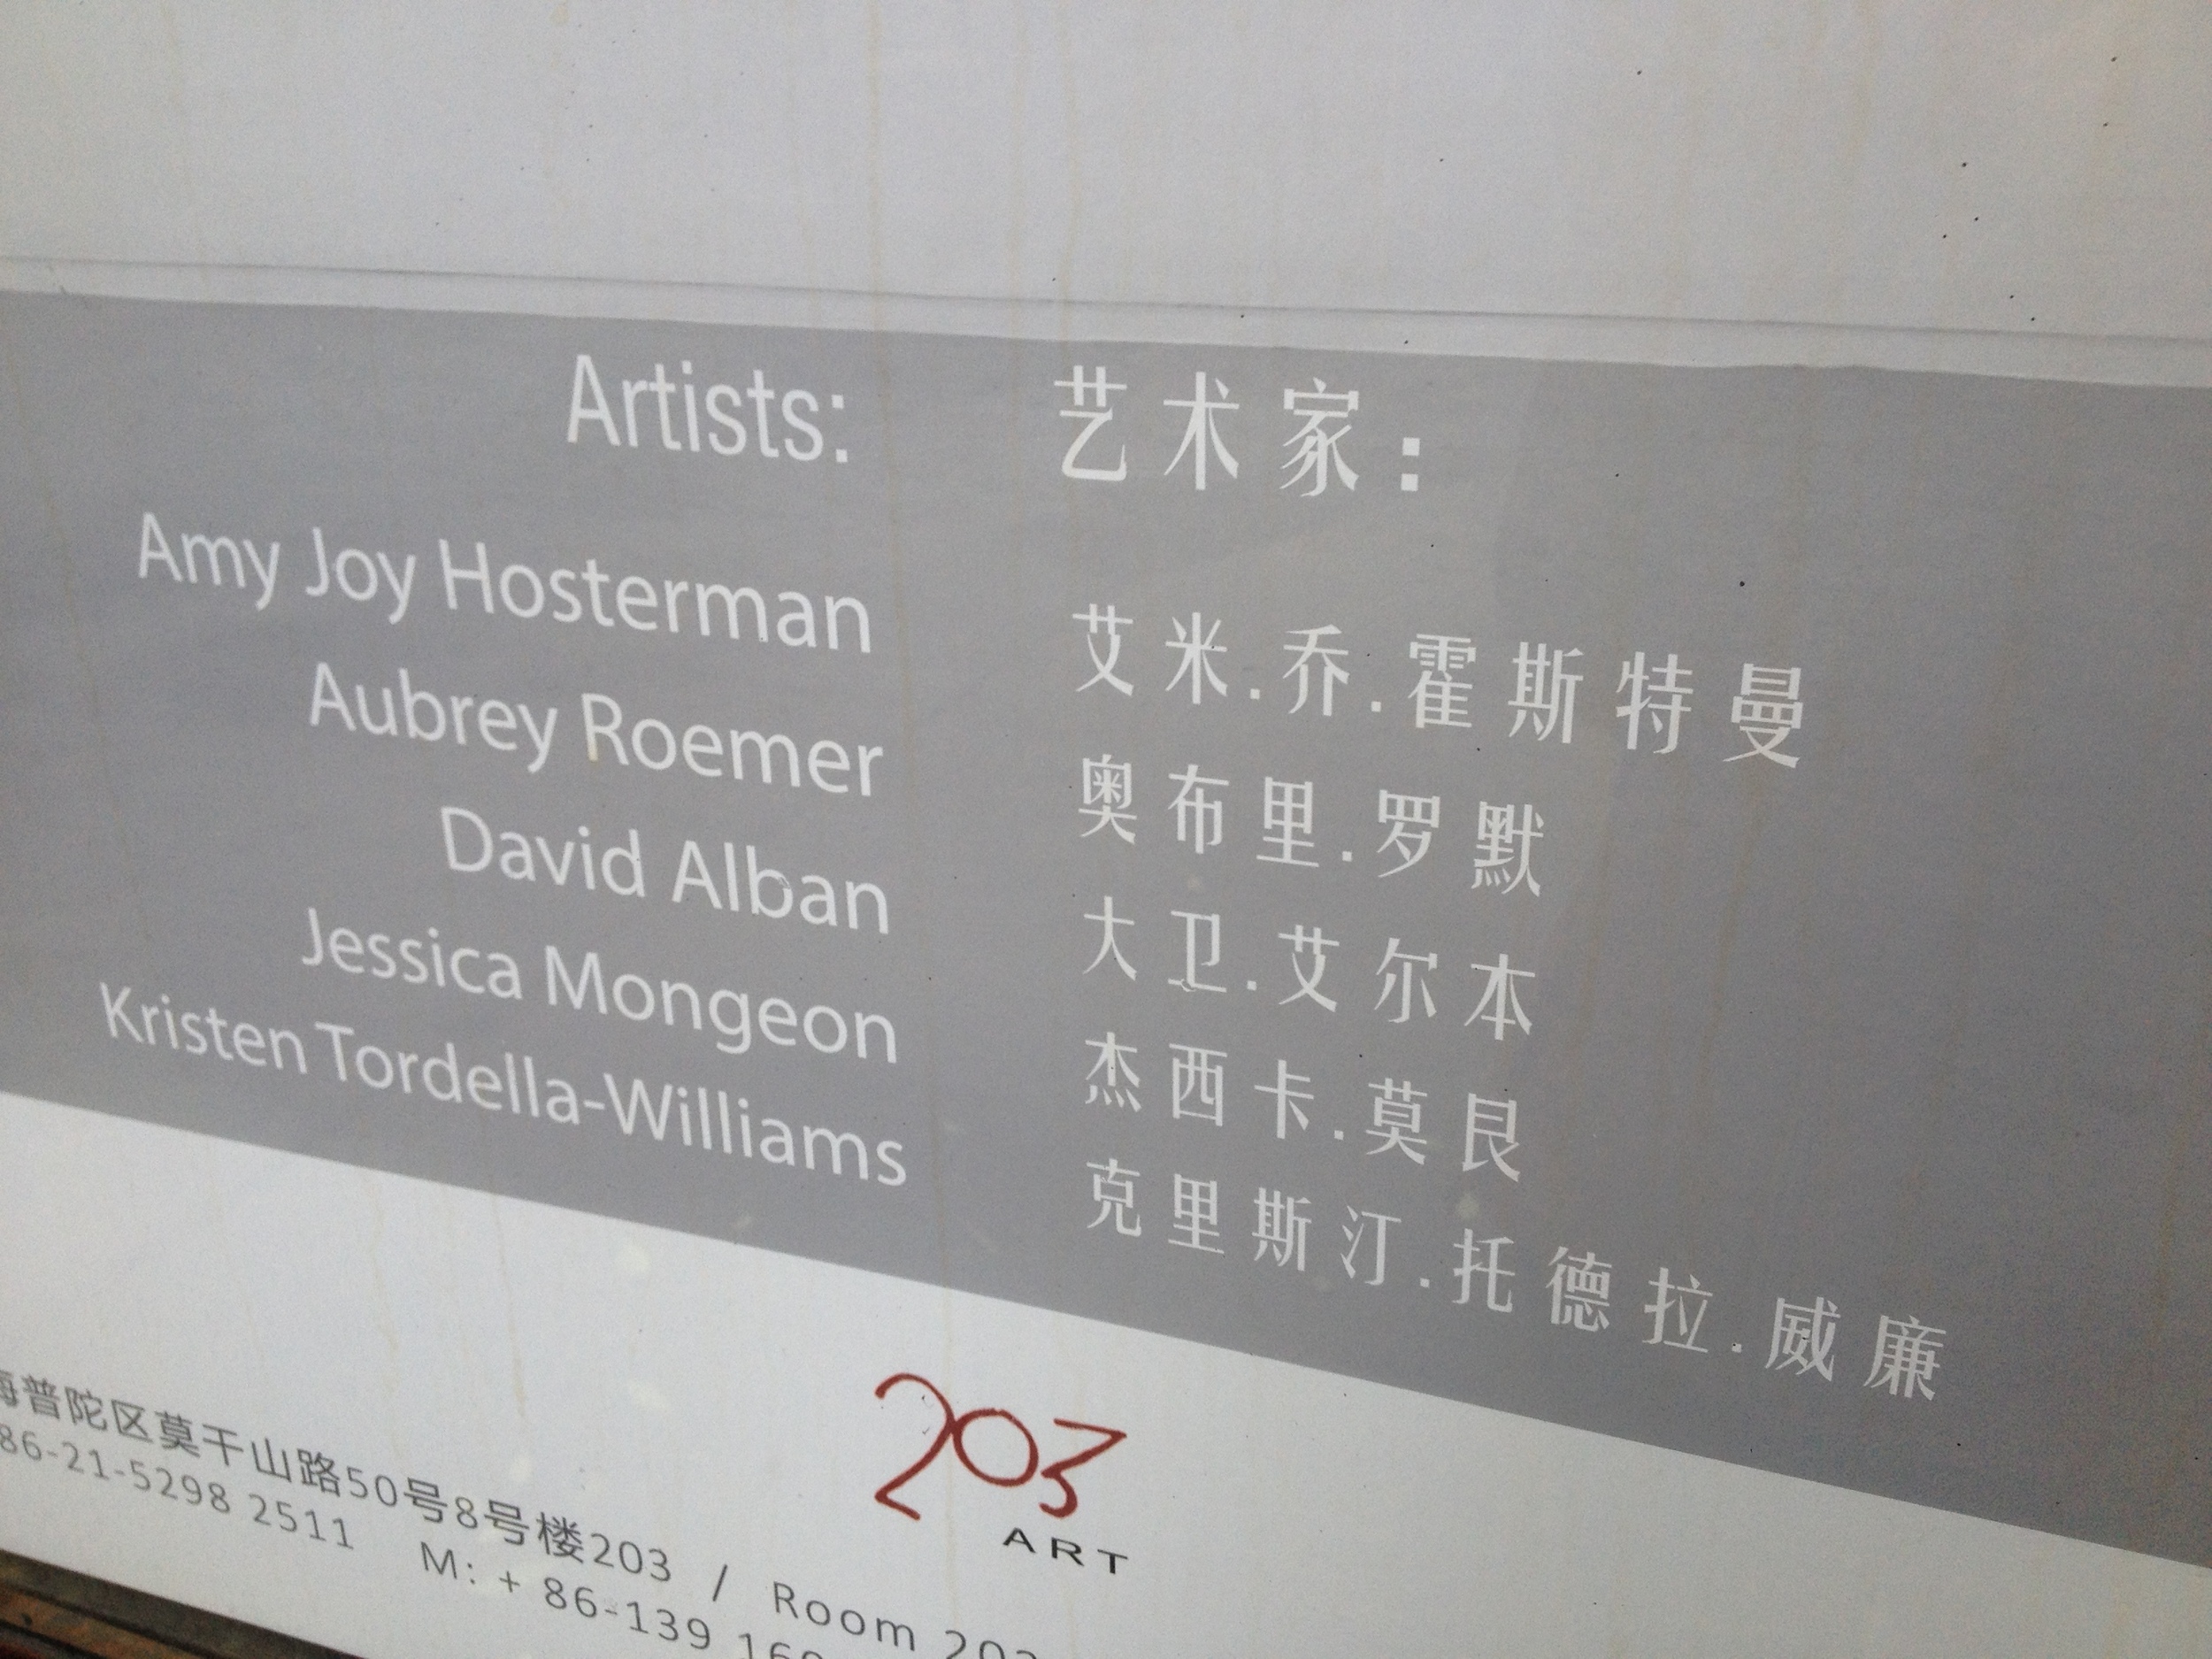 Artists: 艺术家：
Amy Joy Hosterman 艾米.乔.霍斯特曼
Aubrey Roemer 奥布里.罗默
David Alban 大卫.艾尔本
Jessica Mongeon 杰西卡.莫艮
Kristen Tordella-Williams 克里斯汀.托德拉.威廉
203
ART
海普陀区莫干山路50号8号楼203 / Room 203
86-21-5298 2511 M: + 86-139 160